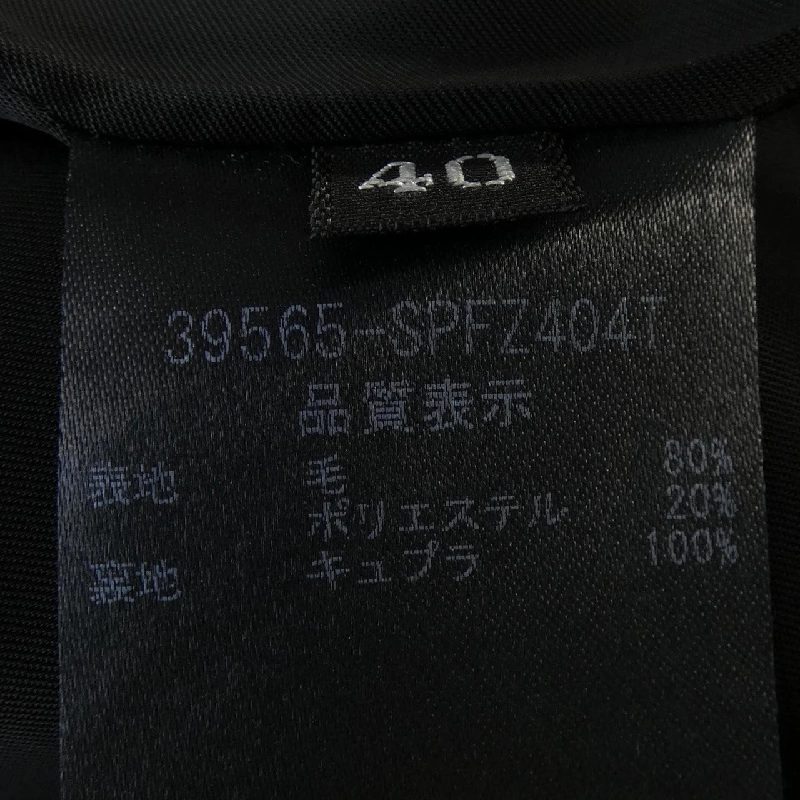 40
39565-SPFZ404T
品質表示
表地 毛 80%
ポリエステル 20%
裏地 キュプラ 100%